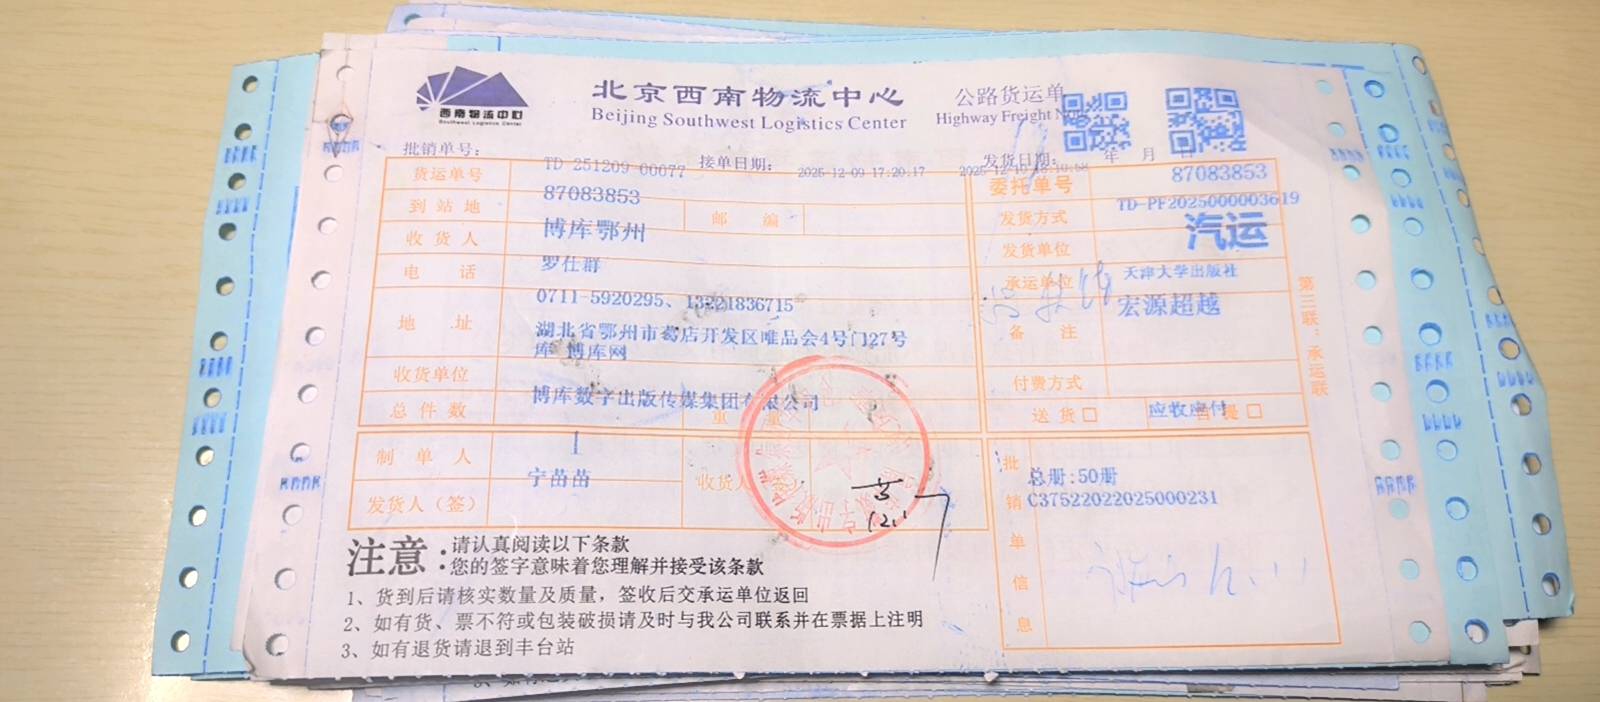 西南物流中心
Southwest Logistics Center
北京西南物流中心
Beijing Southwest Logistics Center
公路货运单
Highway Freight Note
批销单号:
TD-251209-00077
接单日期:
2025-12-09 17:20:17
发货日期:
年 月 日
货运单号
87083853
委托单号
87083853
到站地
邮编
发货方式
TD-PF2025000003619
收货人
博库鄂州
发货单位
汽运
电话
罗仕群
承运单位
天津大学出版社
0711-5920295、13221836715
宏源超越
地址
湖北省鄂州市葛店开发区唯品会4号门127号
库 博库网
备注
收货单位
付费方式
博库数字出版传媒集团有限公司
总件数
重量
送货□
应收应付
自提□
1
制单人
宁苗苗
收货人
发货人（签）
批销单信息
总册:50册
C37522022025000231
第三联：承运联
注意：
请认真阅读以下条款
您的签字意味着您理解并接受该条款
1、货到后请核实数量及质量，签收后交承运单位返回
2、如有货、票不符或包装破损请及时与我公司联系并在票据上注明
3、如有退货请退到丰台站